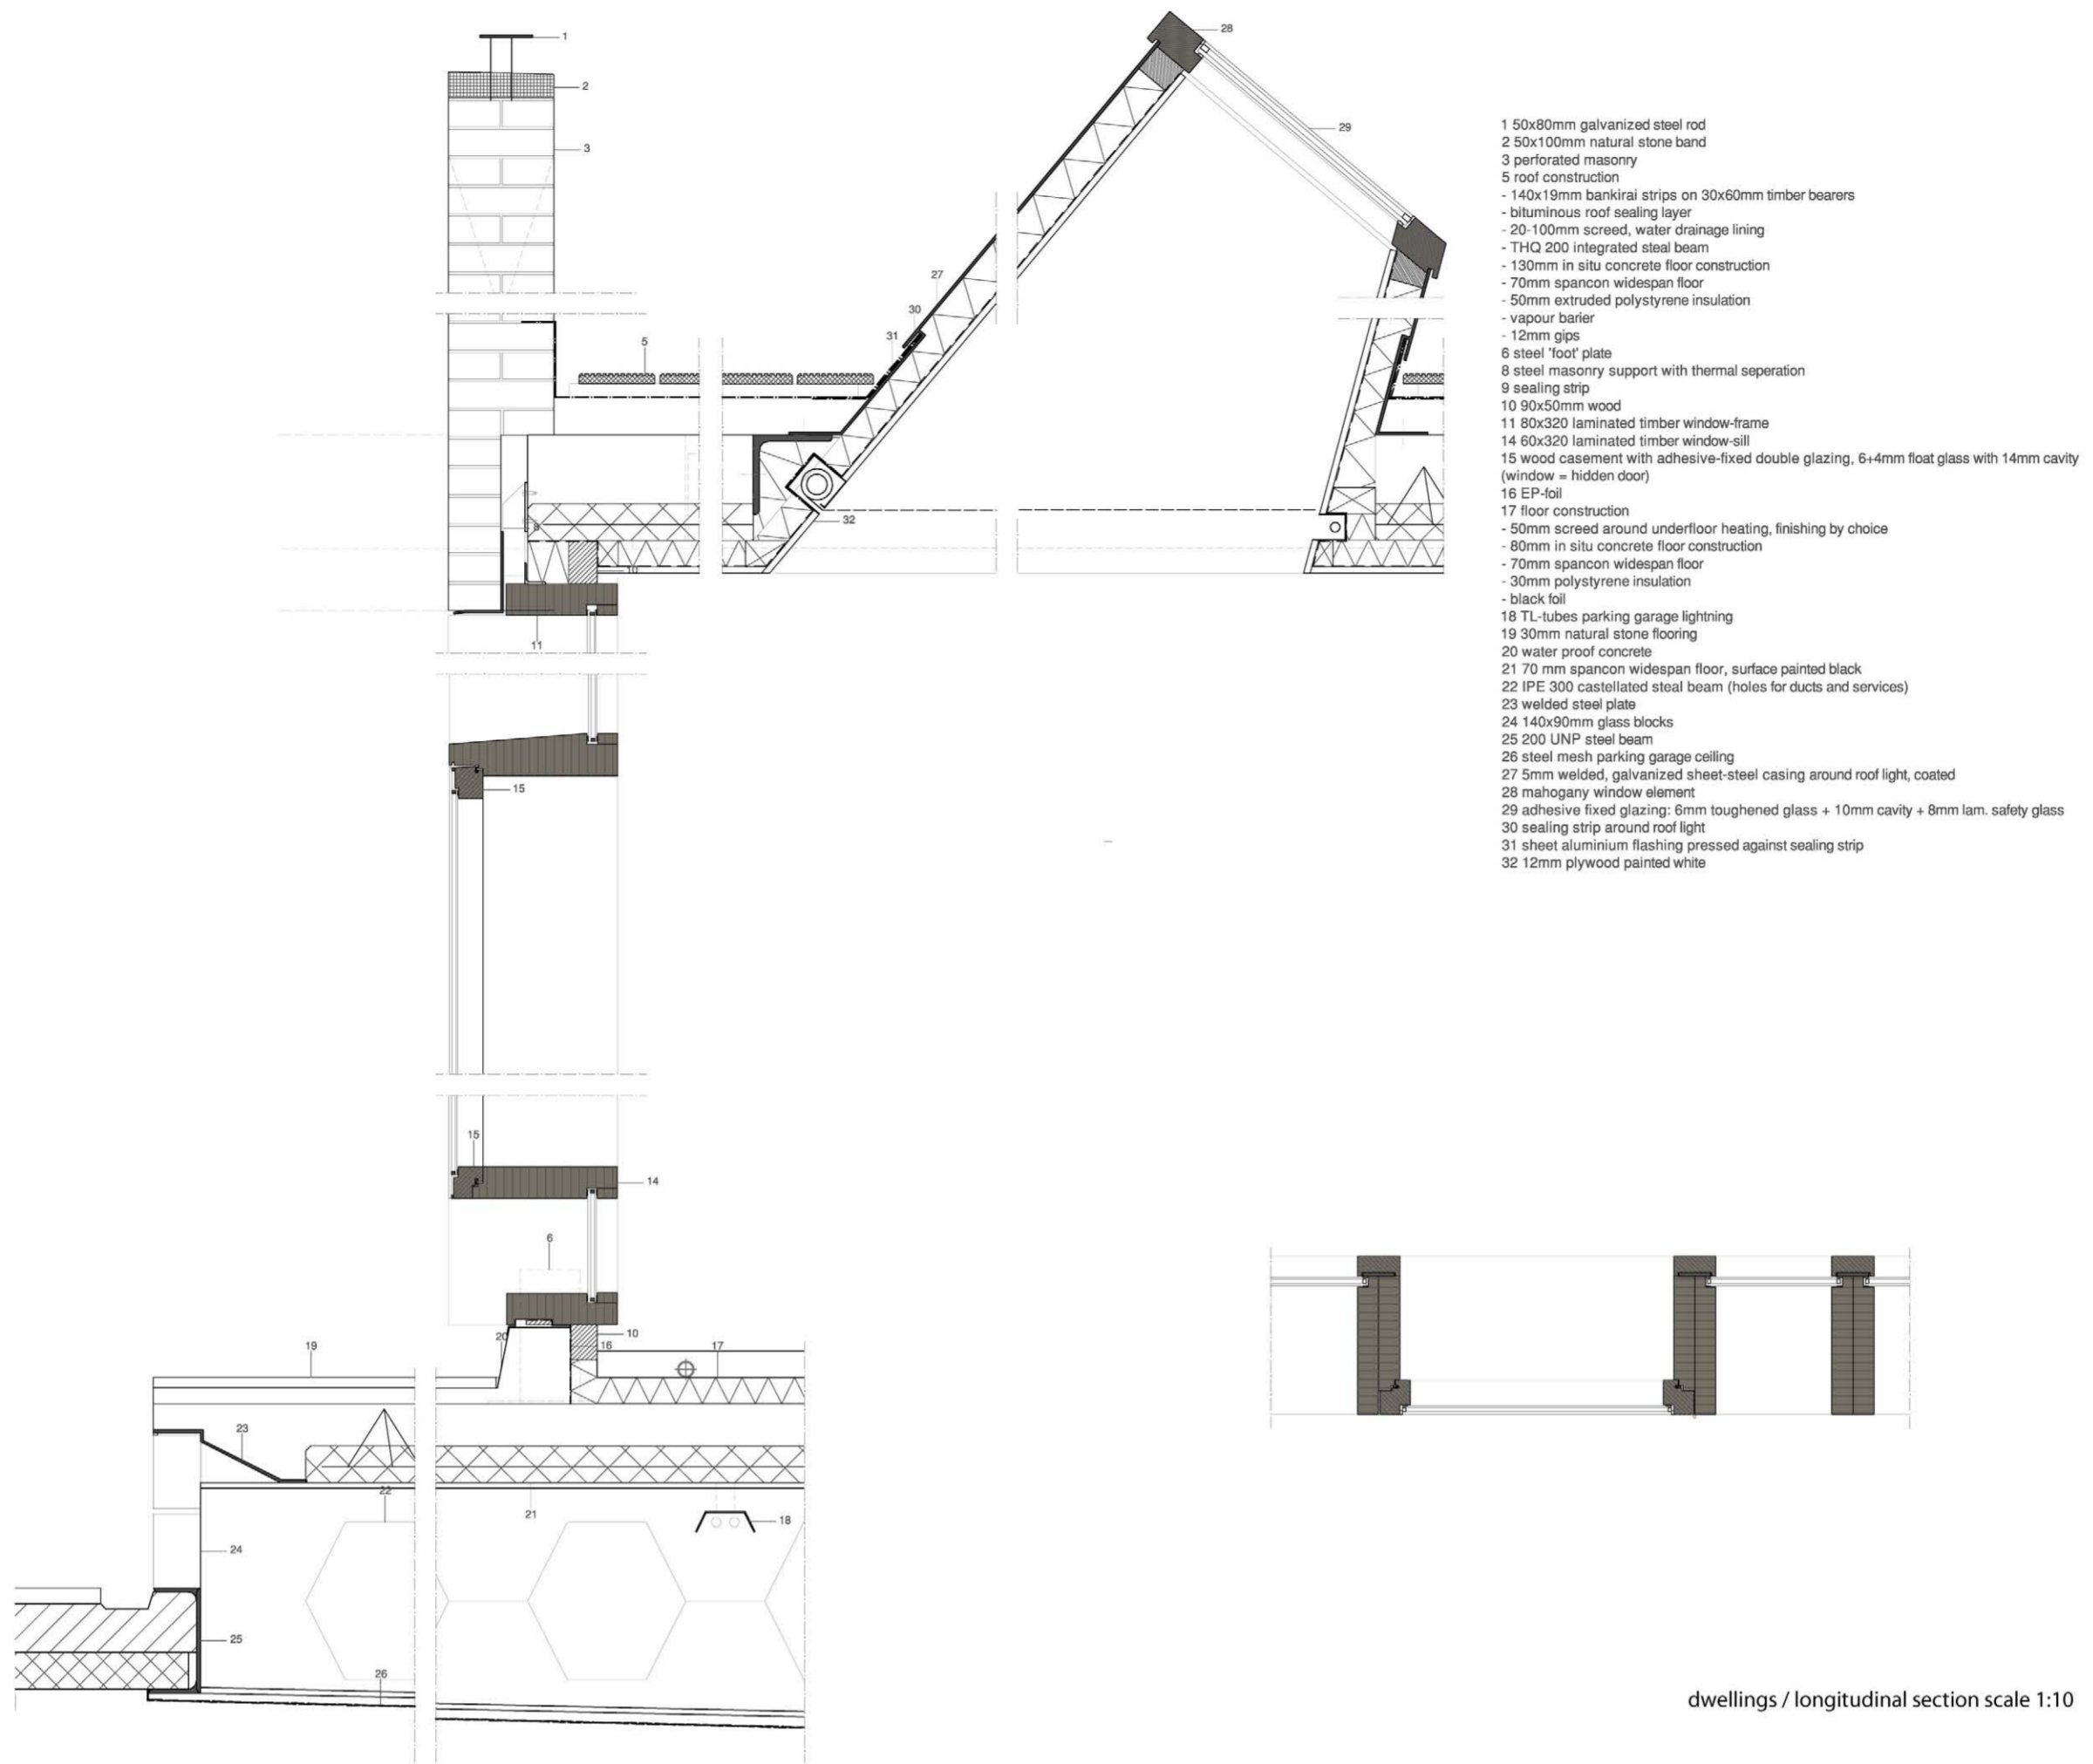 1
2
3
5
8
10
11
27
30
31
28
29
32
15
15
14
6
10
20
16
19
17
23
22
21
18
24
25
26
1 50x80mm galvanized steel rod
2 50x100mm natural stone band
3 perforated masonry
5 roof construction
- 140x19mm bankirai strips on 30x60mm timber bearers
- bituminous roof sealing layer
- 20-100mm screed, water drainage lining
- THQ 200 integrated steal beam
- 130mm in situ concrete floor construction
- 70mm spancon widespan floor
- 50mm extruded polystyrene insulation
- vapour barier
- 12mm gips
6 steel 'foot' plate
8 steel masonry support with thermal seperation
9 sealing strip
10 90x50mm wood
11 80x320 laminated timber window-frame
14 60x320 laminated timber window-sill
15 wood casement with adhesive-fixed double glazing, 6+4mm float glass with 14mm cavity
(window = hidden door)
16 EP-foil
17 floor construction
- 50mm screed around underfloor heating, finishing by choice
- 80mm in situ concrete floor construction
- 70mm spancon widespan floor
- 30mm polystyrene insulation
- black foil
18 TL-tubes parking garage lightning
19 30mm natural stone flooring
20 water proof concrete
21 70 mm spancon widespan floor, surface painted black
22 IPE 300 castellated steal beam (holes for ducts and services)
23 welded steel plate
24 140x90mm glass blocks
25 200 UNP steel beam
26 steel mesh parking garage ceiling
27 5mm welded, galvanized sheet-steel casing around roof light, coated
28 mahogany window element
29 adhesive fixed glazing: 6mm toughened glass + 10mm cavity + 8mm lam. safety glass
30 sealing strip around roof light
31 sheet aluminium flashing pressed against sealing strip
32 12mm plywood painted white
dwellings / longitudinal section scale 1:10